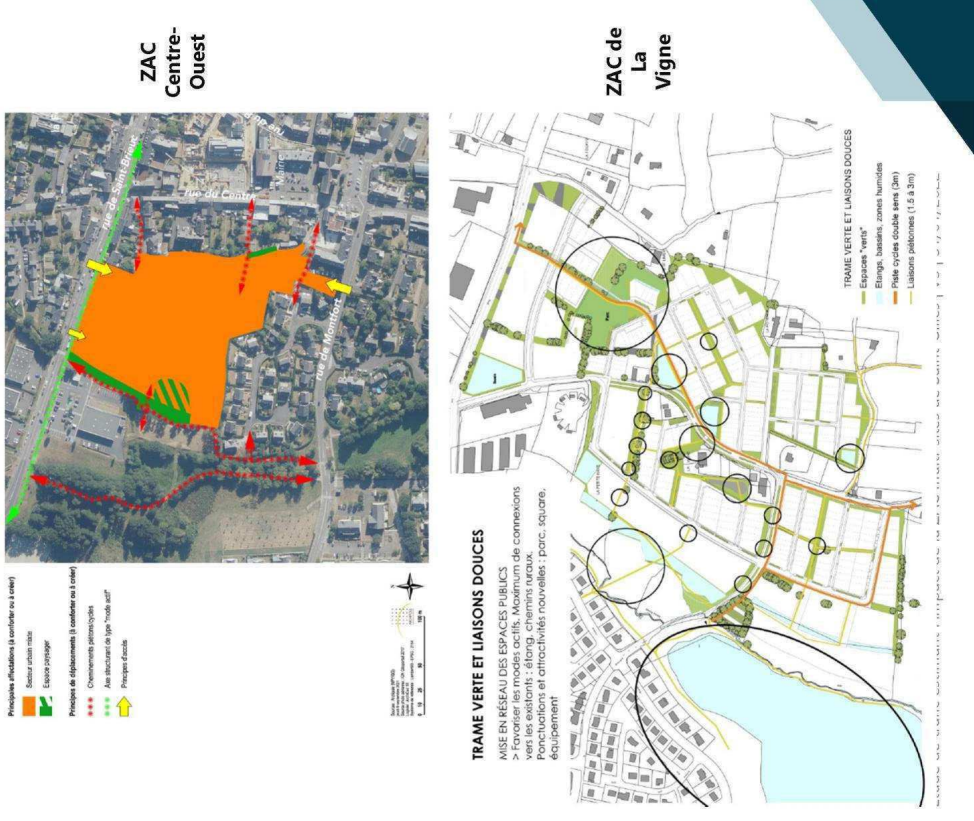 ZAC
Centre-
Ouest
ZAC de
La
Vigne
rue de Saint-Brieuc
rue du Centre
Mairie
rue de Montfort
Principales affectations (à conforter ou à créer)
Secteur urbain mixte
Espace paysager
Principes de déplacements (à conforter ou à créer)
Cheminements piétons/cycles
Axe structurant de type "mode actif"
Principes d'accès
TRAME VERTE ET LIAISONS DOUCES
MISE EN RÉSEAU DES ESPACES PUBLICS
> Favoriser les modes actifs. Maximum de connexions
vers les existants : étang, chemins ruraux.
Ponctuations et attractivités nouvelles : parc, square,
équipement
TRAME VERTE ET LIAISONS DOUCES
Espaces "verts"
Etangs, bassins, zones humides
Piste cycles double sens (3m)
Liaisons piétonnes (1.5 à 3m)
Parc